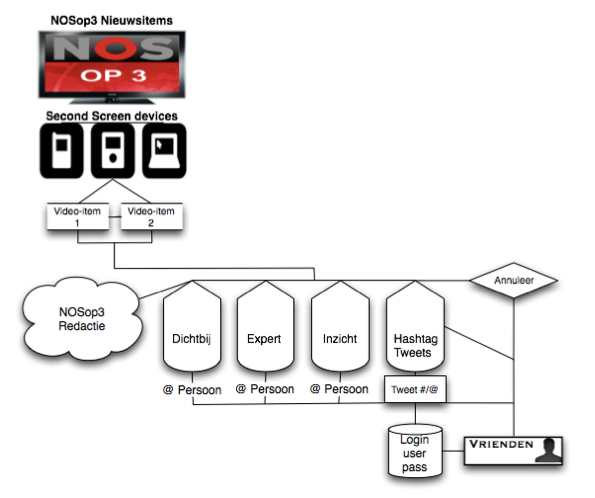 NOSop3 Nieuwsitems
NOS
OP 3
Second Screen devices
Video-item
1
Video-item
2
Annuleer
NOSop3
Redactie
Dichtbij
Expert
Inzicht
Hashtag
Tweets
@ Persoon
@ Persoon
@ Persoon
Tweet #/@
Login
user
pass
VRIENDEN